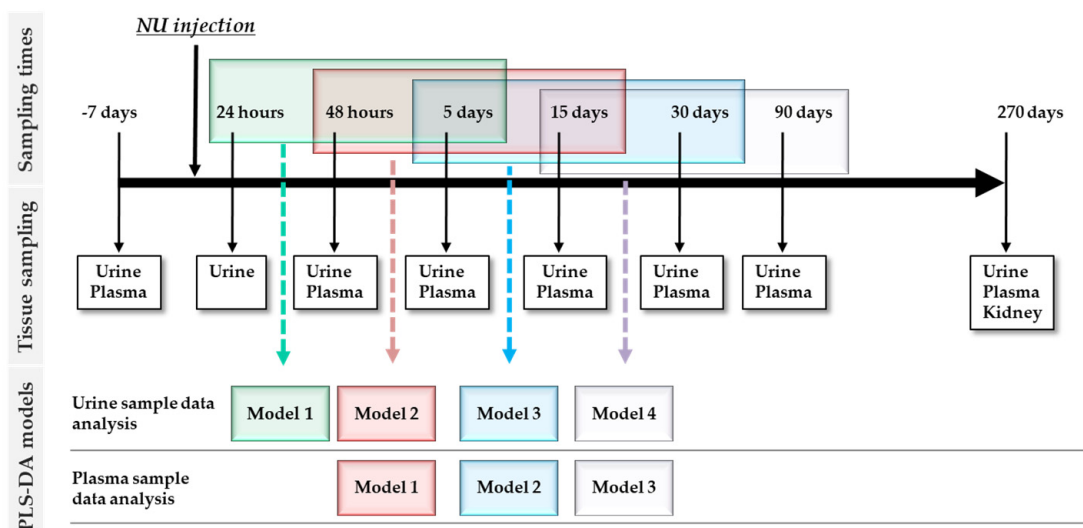 NU injection
Sampling times
-7 days
24 hours
48 hours
5 days
15 days
30 days
90 days
270 days
Tissue sampling
Urine
Plasma
Urine
Urine
Plasma
Urine
Plasma
Urine
Plasma
Urine
Plasma
Urine
Plasma
Urine
Plasma
Kidney
PLS-DA models
Urine sample data
analysis
Model 1
Model 2
Model 3
Model 4
Plasma sample
data analysis
Model 1
Model 2
Model 3